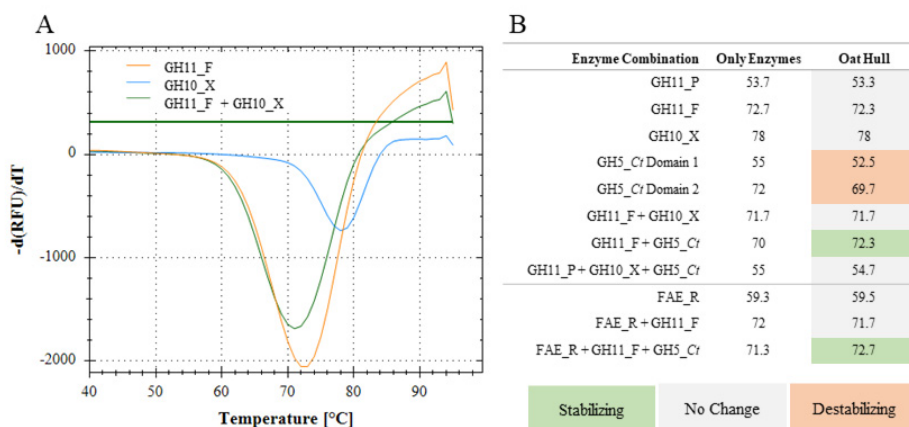 A
1000
0
-1000
-2000
-d(RFU)/dT
GH11_F
GH10_X
GH11_F + GH10_X
40 50 60 70 80 90
Temperature [°C]
B
Enzyme Combination Only Enzymes Oat Hull
GH11_P 53.7 53.3
GH11_F 72.7 72.3
GH10_X 78 78
GH5_Ct Domain 1 55 52.5
GH5_Ct Domain 2 72 69.7
GH11_F + GH10_X 71.7 71.7
GH11_F + GH5_Ct 70 72.3
GH11_P + GH10_X + GH5_Ct 55 54.7
FAE_R 59.3 59.5
FAE_R + GH11_F 72 71.7
FAE_R + GH11_F + GH5_Ct 71.3 72.7
Stabilizing No Change Destabilizing